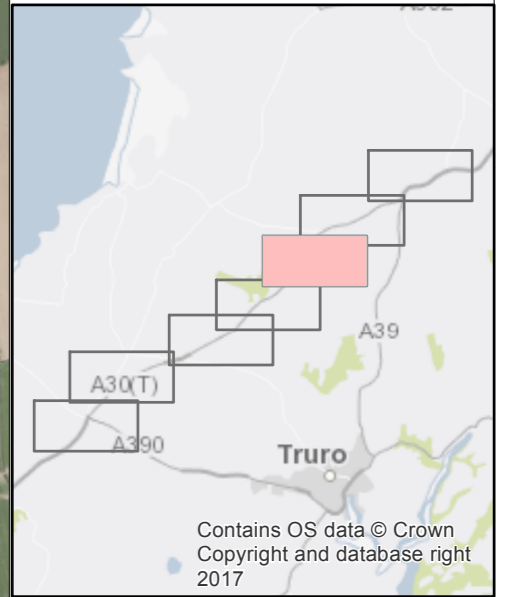 A39
A30(T)
A390
Truro
Contains OS data © Crown
Copyright and database right
2017